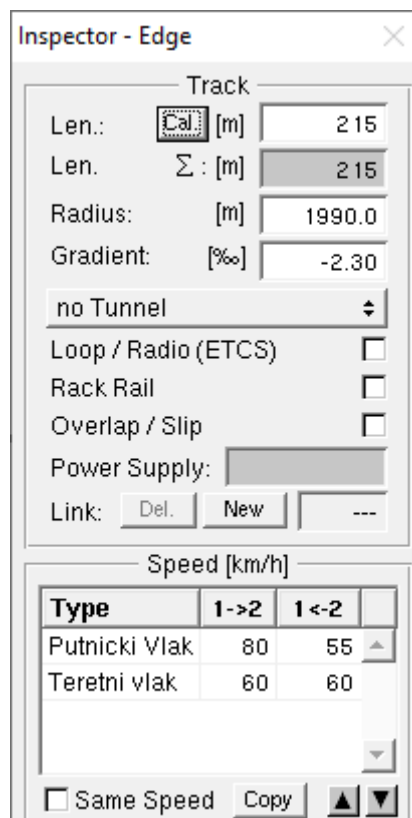 Inspector - Edge
Track
Len.: Cal. [m] 215
Len. Σ : [m] 215
Radius: [m] 1990.0
Gradient: [‰] -2.30
no Tunnel
Loop / Radio (ETCS)
Rack Rail
Overlap / Slip
Power Supply:
Link: Del. New ---
Speed [km/h]
Type 1->2 1<-2
Putnicki Vlak 80 55
Teretni vlak 60 60
Same Speed Copy